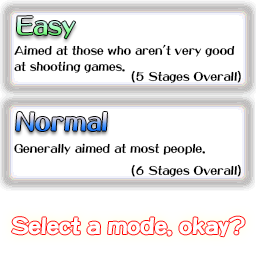 Easy
Aimed at those who aren't very good
at shooting games.
(5 Stages Overall)
Normal
Generally aimed at most people.
(6 Stages Overall)
Select a mode, okay?